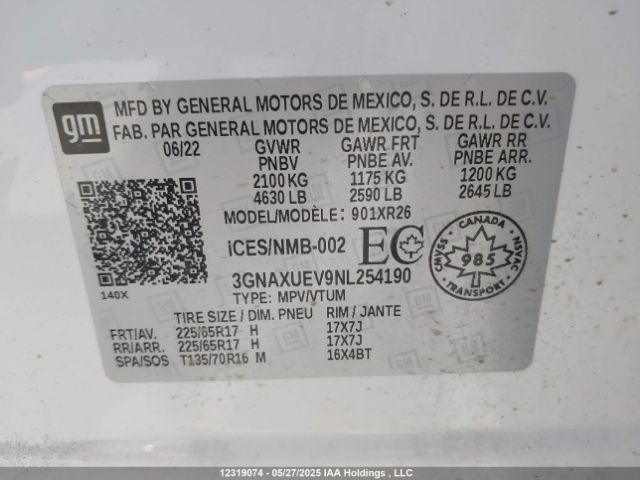 gm
MFD BY GENERAL MOTORS DE MEXICO, S. DE R.L. DE C.V.
FAB. PAR GENERAL MOTORS DE MEXICO, S. DE R.L. DE C.V.
06/22 GVWR GAWR FRT GAWR RR
PNBV PNBE AV. PNBE ARR.
2100 KG 1175 KG 1200 KG
4630 LB 2590 LB 2645 LB
MODEL/MODÈLE: 901XR26
iCES/NMB-002 EC
CANADA
CMVSS 985 NSVAC
3GNAXUEV9NL254190
140X
TYPE: MPV/VTUM
TIRE SIZE / DIM. PNEU RIM / JANTE
FRT/AV. 225/65R17 H 17X7J
RR/ARR. 225/65R17 H 17X7J
SPA/SOS T135/70R16 M 16X4BT
12319074 - 05/27/2025 IAA Holdings , LLC